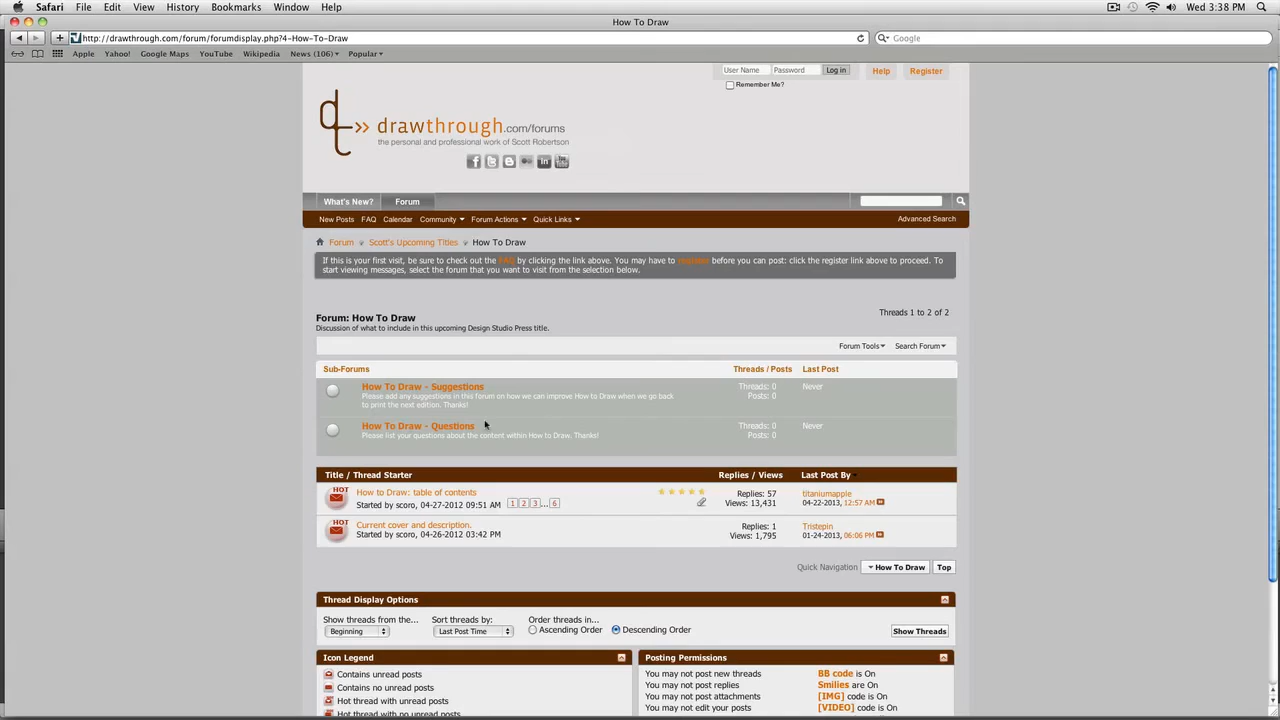 Safari File Edit View History Bookmarks Window Help Wed 3:38 PM
How To Draw
http://drawthrough.com/forum/forumdisplay.php?4-How-To-Draw Google
Apple Yahoo! Google Maps YouTube Wikipedia News (106) Popular
User Name Password Log in Help Register
Remember Me?
drawthrough.com/forums
the personal and professional work of Scott Robertson
What's New? Forum
New Posts FAQ Calendar Community Forum Actions Quick Links Advanced Search
Forum Scott's Upcoming Titles How To Draw
If this is your first visit, be sure to check out the FAQ by clicking the link above. You may have to register before you can post: click the register link above to proceed. To
start viewing messages, select the forum that you want to visit from the selection below.
Threads 1 to 2 of 2
Forum: How To Draw
Discussion of what to include in this upcoming Design Studio Press title.
Forum Tools Search Forum
Sub-Forums Threads / Posts Last Post
How To Draw - Suggestions Threads: 0 Never
Please add any suggestions in this forum on how we can improve How to Draw when we go back Posts: 0
to print the next edition. Thanks!
How To Draw - Questions Threads: 0 Never
Please list your questions about the content within How to Draw. Thanks! Posts: 0
Title / Thread Starter Replies / Views Last Post By
HOT How to Draw: table of contents Replies: 57 titaniumapple
Started by scoro, 04-27-2012 09:51 AM 1 2 3 ... 6 Views: 13,431 04-22-2013, 12:57 AM
HOT Current cover and description. Replies: 1 Tristepin
Started by scoro, 04-26-2012 03:42 PM Views: 1,795 01-24-2013, 06:06 PM
Quick Navigation How To Draw Top
Thread Display Options
Show threads from the... Sort threads by: Order threads in...
Beginning Last Post Time Ascending Order Descending Order Show Threads
Icon Legend Posting Permissions
Contains unread posts You may not post new threads BB code is On
Contains no unread posts You may not post replies Smilies are On
Hot thread with unread posts You may not post attachments [IMG] code is On
Hot thread with no unread posts You may not edit your posts [VIDEO] code is On